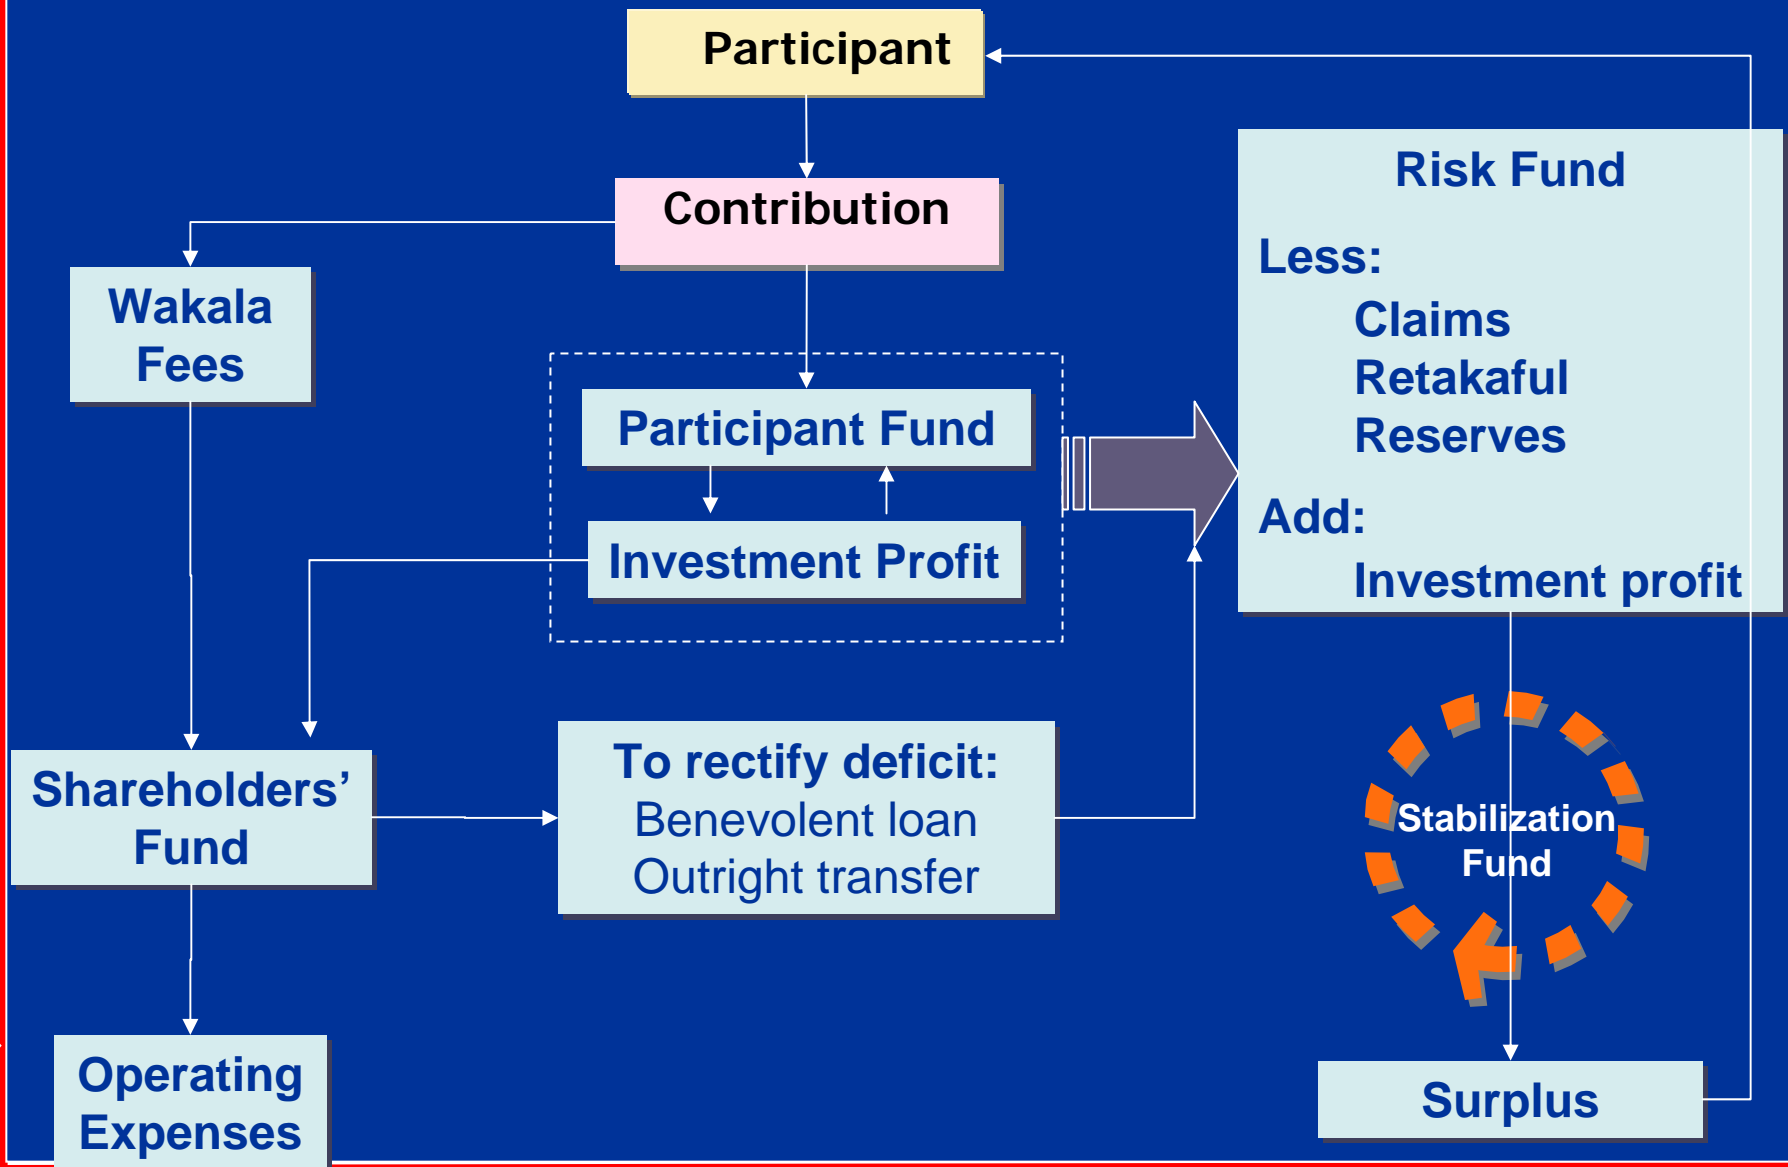 Participant
Contribution
Wakala
Fees
Participant Fund
Investment Profit
Shareholders’
Fund
To rectify deficit:
Benevolent loan
Outright transfer
Operating
Expenses
Risk Fund
Less:
Claims
Retakaful
Reserves
Add:
Investment profit
Stabilization
Fund
Surplus